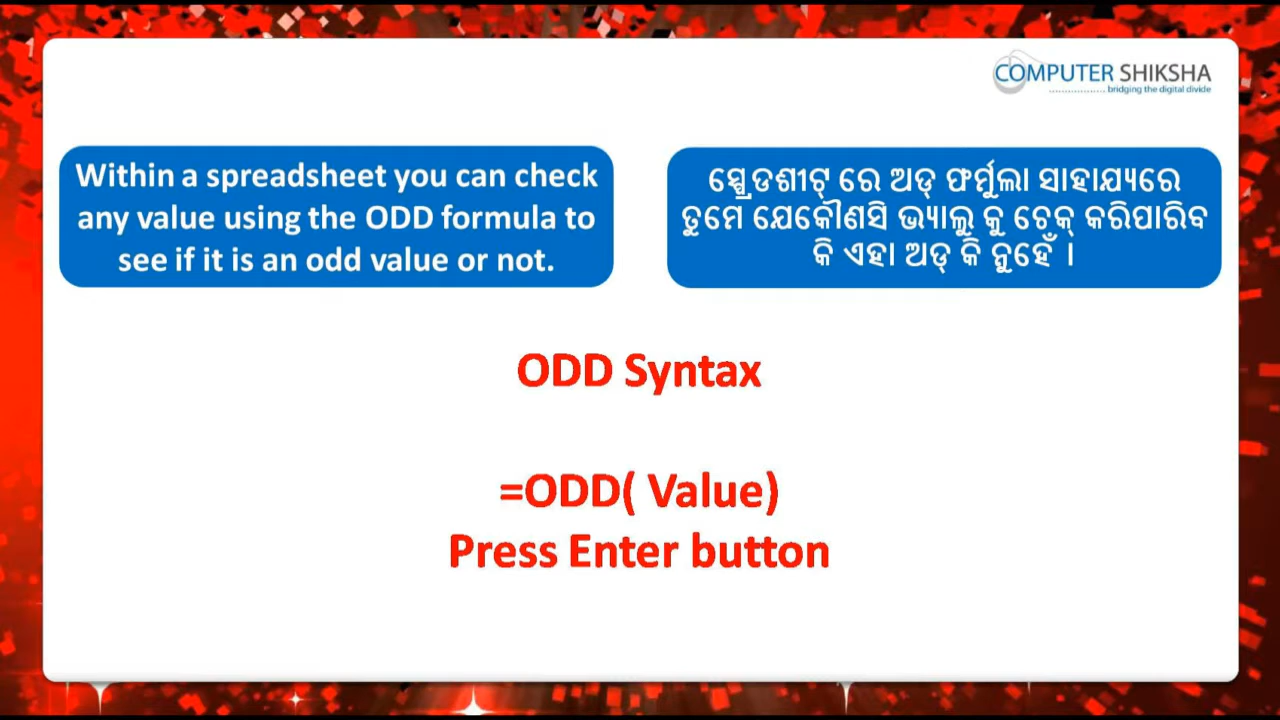 COMPUTER SHIKSHA
bridging the digital divide
Within a spreadsheet you can check
any value using the ODD formula to
see if it is an odd value or not.
ସ୍ପ୍ରେଡଶୀଟ୍ ରେ ଅଡ୍ ଫର୍ମୁଲା ସାହାଯ୍ୟରେ
ତୁମେ ଯେକୌଣସି ଭ୍ୟାଲୁ କୁ ଚେକ୍ କରିପାରିବ
କି ଏହା ଅଡ୍ କି ନୁହେଁ ।
ODD Syntax
=ODD( Value)
Press Enter button